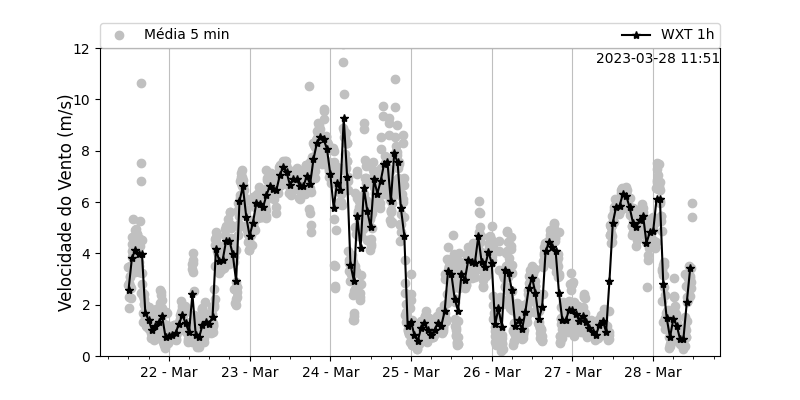 Média 5 min
WXT 1h
2023-03-28 11:51
Velocidade do Vento (m/s)
12
10
8
6
4
2
0
22 - Mar
23 - Mar
24 - Mar
25 - Mar
26 - Mar
27 - Mar
28 - Mar